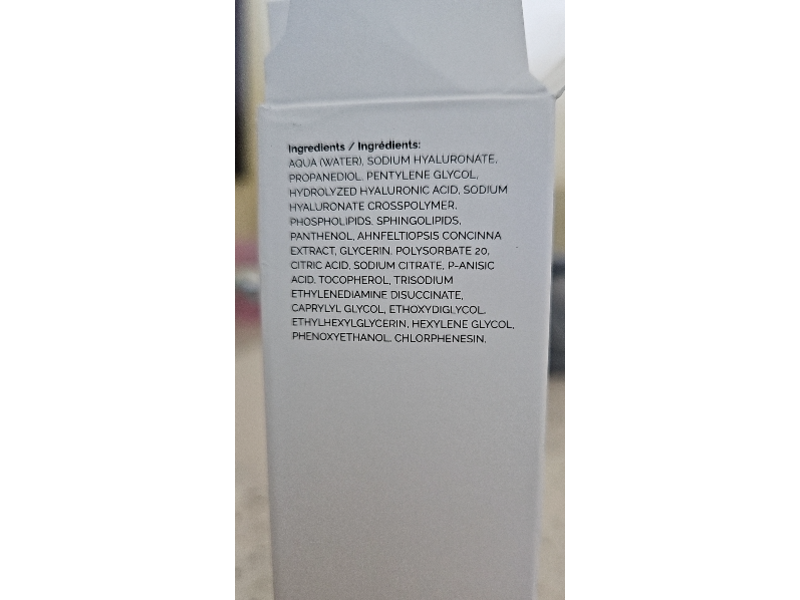 Ingredients / Ingrédients:
AQUA (WATER), SODIUM HYALURONATE,
PROPANEDIOL, PENTYLENE GLYCOL,
HYDROLYZED HYALURONIC ACID, SODIUM
HYALURONATE CROSSPOLYMER,
PHOSPHOLIPIDS, SPHINGOLIPIDS,
PANTHENOL, AHNFELTIOPSIS CONCINNA
EXTRACT, GLYCERIN, POLYSORBATE 20,
CITRIC ACID, SODIUM CITRATE, P-ANISIC
ACID, TOCOPHEROL, TRISODIUM
ETHYLENEDIAMINE DISUCCINATE,
CAPRYLYL GLYCOL, ETHOXYDIGLYCOL,
ETHYLHEXYLGLYCERIN, HEXYLENE GLYCOL,
PHENOXYETHANOL, CHLORPHENESIN.